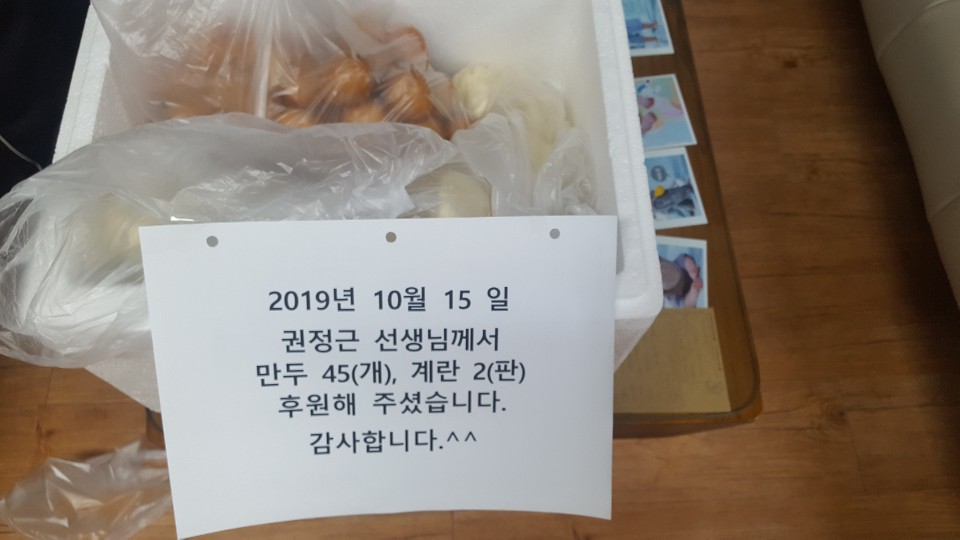 2019년 10월 15 일
권정근 선생님께서
만두 45(개), 계란 2(판)
후원해 주셨습니다.
감사합니다.^^